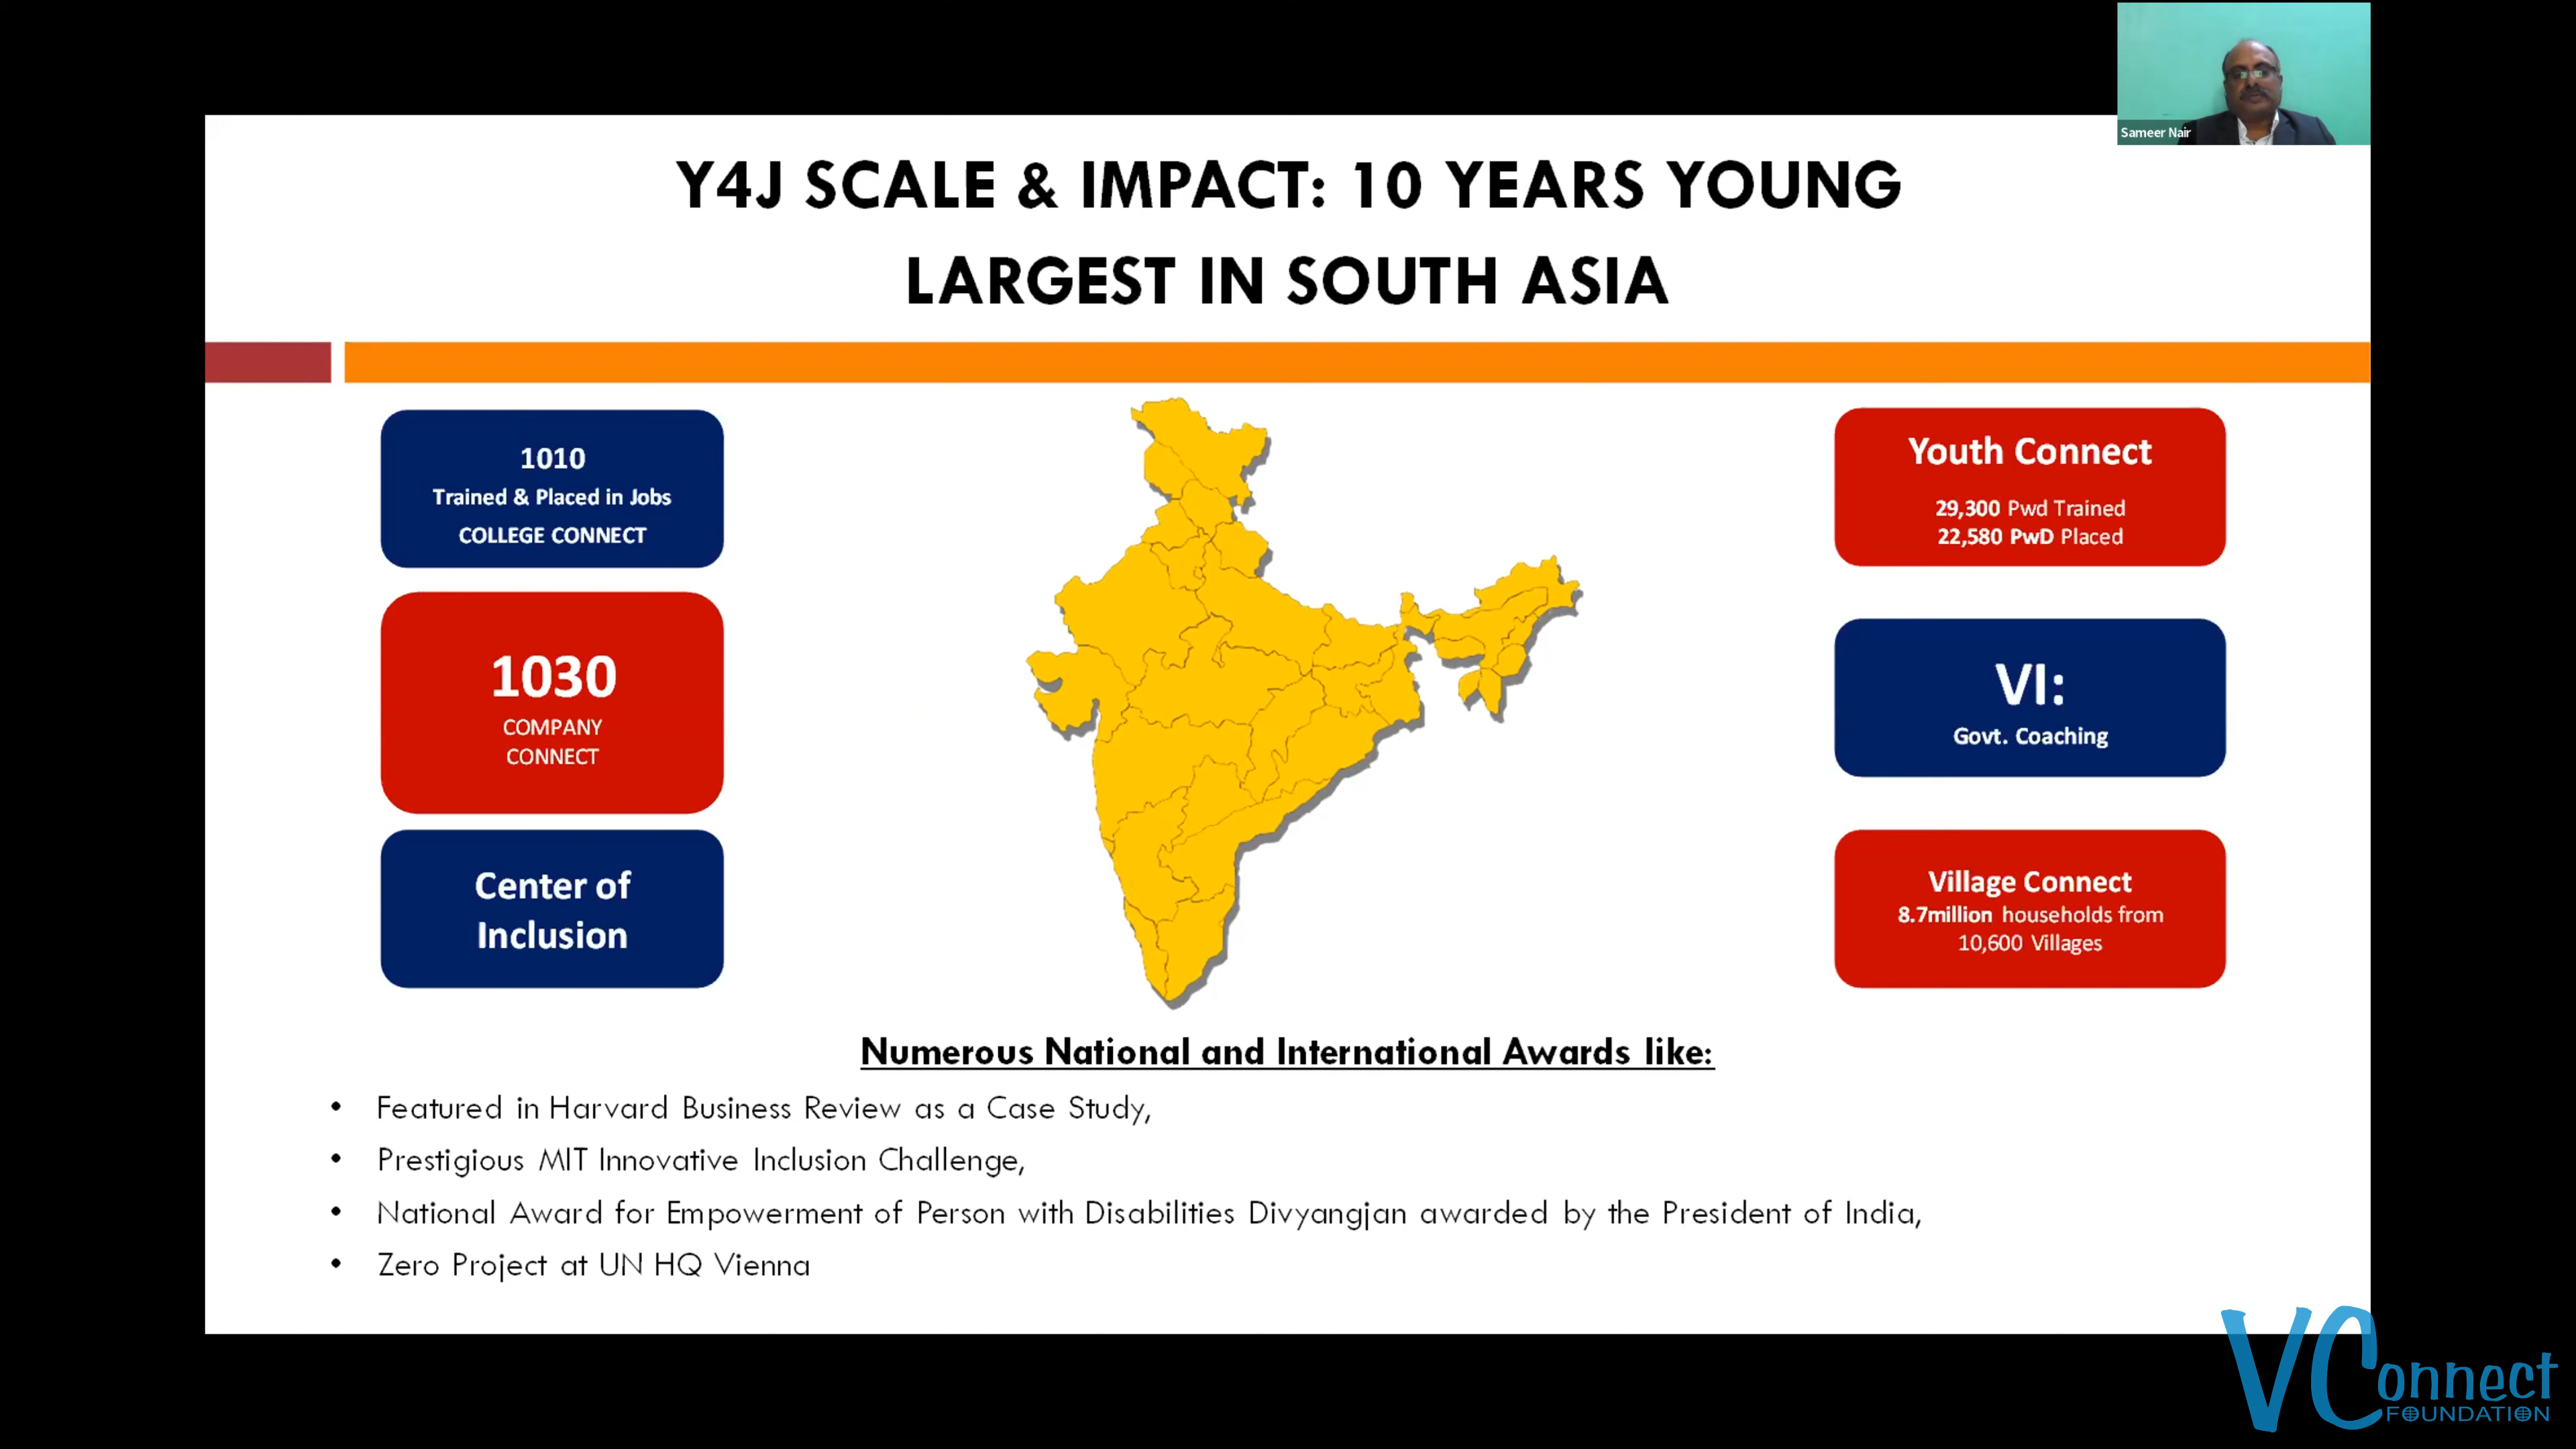 Sameer Nair
Y4J SCALE & IMPACT: 10 YEARS YOUNG
LARGEST IN SOUTH ASIA
1010
Trained & Placed in Jobs
COLLEGE CONNECT
1030
COMPANY
CONNECT
Center of
Inclusion
Youth Connect
29,300 Pwd Trained
22,580 PwD Placed
VI:
Govt. Coaching
Village Connect
8.7million households from
10,600 Villages
Numerous National and International Awards like:
• Featured in Harvard Business Review as a Case Study,
• Prestigious MIT Innovative Inclusion Challenge,
• National Award for Empowerment of Person with Disabilities Divyangjan awarded by the President of India,
• Zero Project at UN HQ Vienna
VConnect
FOUNDATION